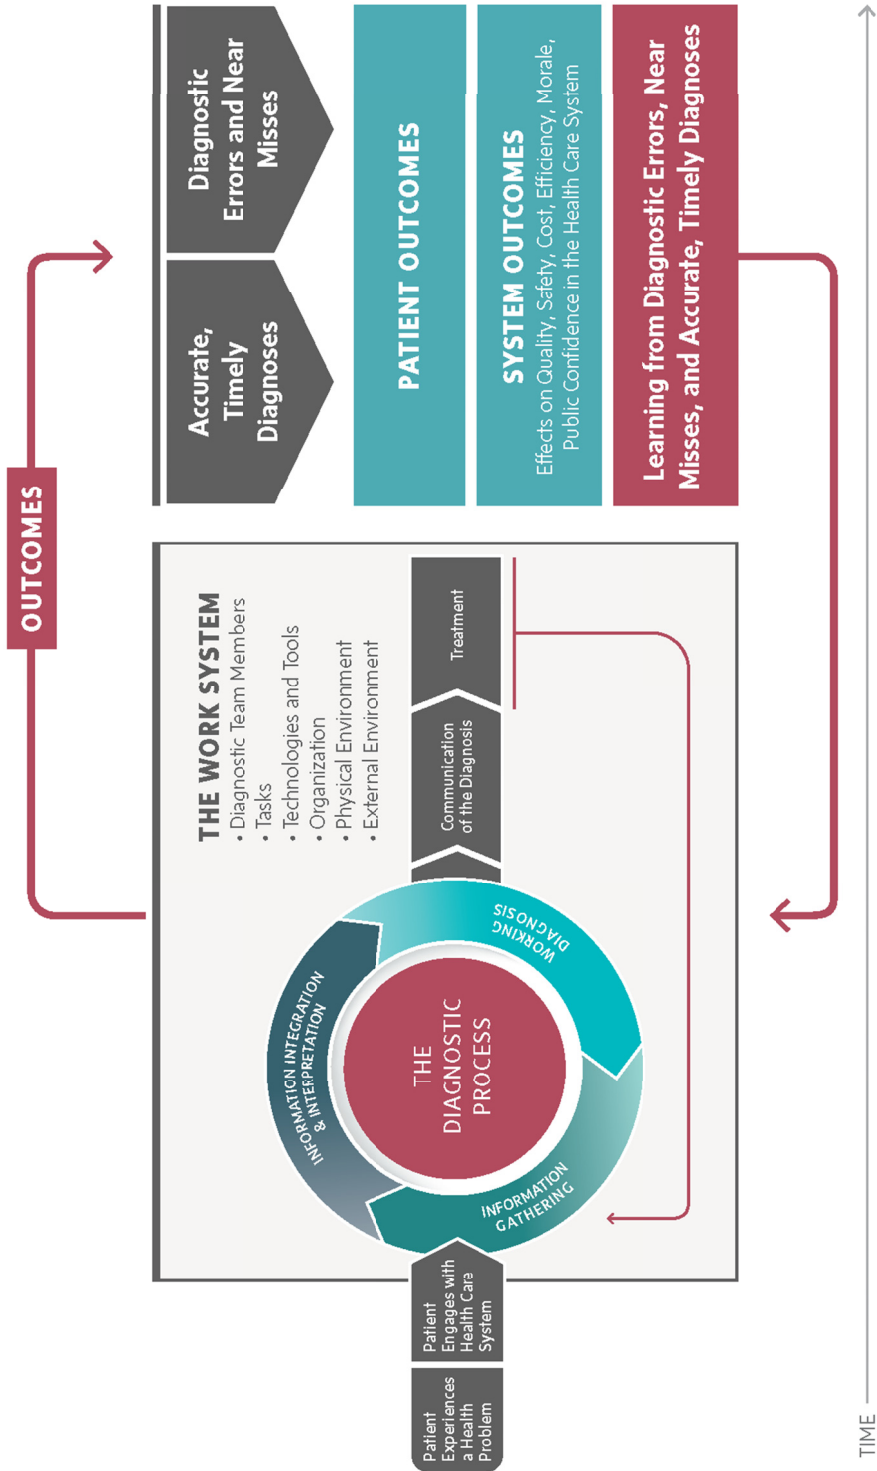 OUTCOMES
Patient
Experiences
a Health
Problem
Patient
Engages with
Health Care
System
THE
DIAGNOSTIC
PROCESS
INFORMATION
GATHERING
INFORMATION INTEGRATION
& INTERPRETATION
WORKING
DIAGNOSIS
Communication
of the Diagnosis
Treatment
THE WORK SYSTEM
• Diagnostic Team Members
• Tasks
• Technologies and Tools
• Organization
• Physical Environment
• External Environment
Accurate,
Timely
Diagnoses
Diagnostic
Errors and Near
Misses
PATIENT OUTCOMES
SYSTEM OUTCOMES
Effects on Quality, Safety, Cost, Efficiency, Morale,
Public Confidence in the Health Care System
Learning from Diagnostic Errors, Near
Misses, and Accurate, Timely Diagnoses
TIME